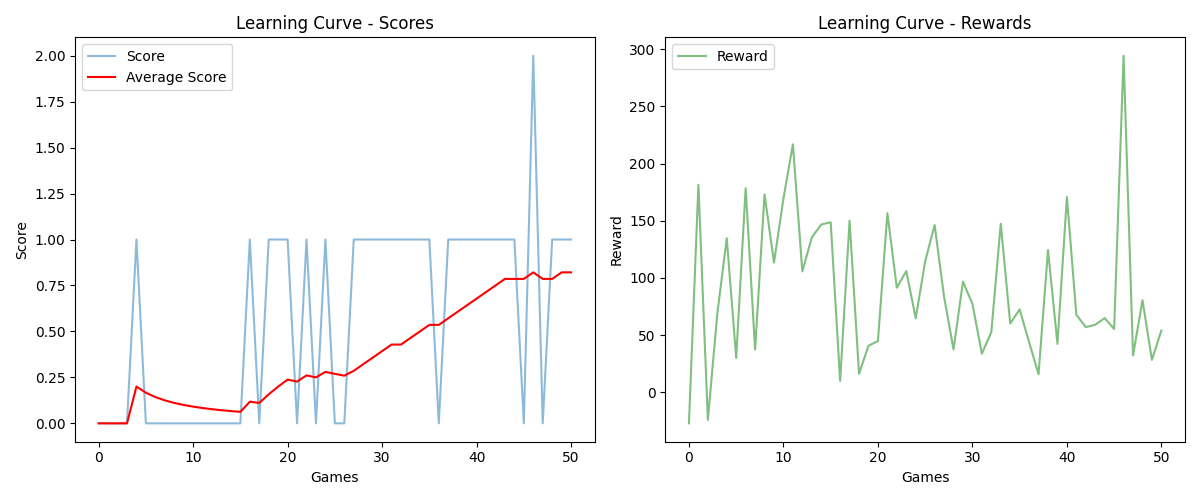 Learning Curve - Scores
Score
Average Score
2.00
1.75
1.50
1.25
1.00
0.75
0.50
0.25
0.00
Score
0 10 20 30 40 50
Games
Learning Curve - Rewards
Reward
300
250
200
150
100
50
0
Reward
0 10 20 30 40 50
Games